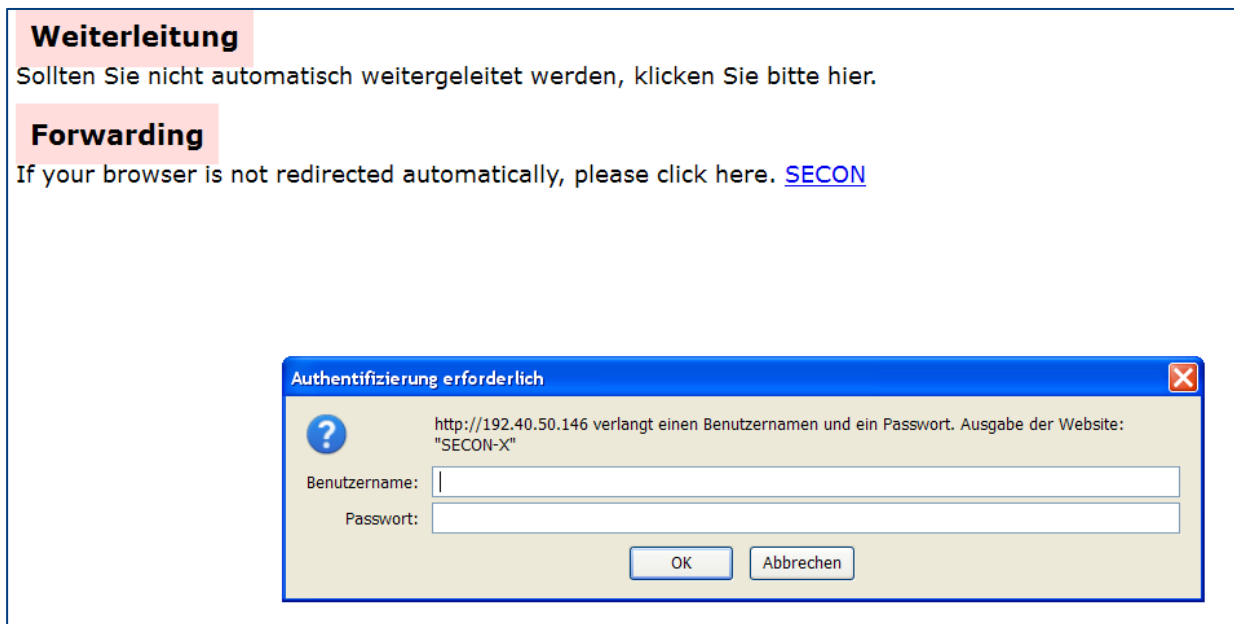 Weiterleitung
Sollten Sie nicht automatisch weitergeleitet werden, klicken Sie bitte hier.
Forwarding
If your browser is not redirected automatically, please click here. SECON
Authentifizierung erforderlich
http://192.40.50.146 verlangt einen Benutzernamen und ein Passwort. Ausgabe der Website:
"SECON-X"
Benutzername:
Passwort:
OK Abbrechen